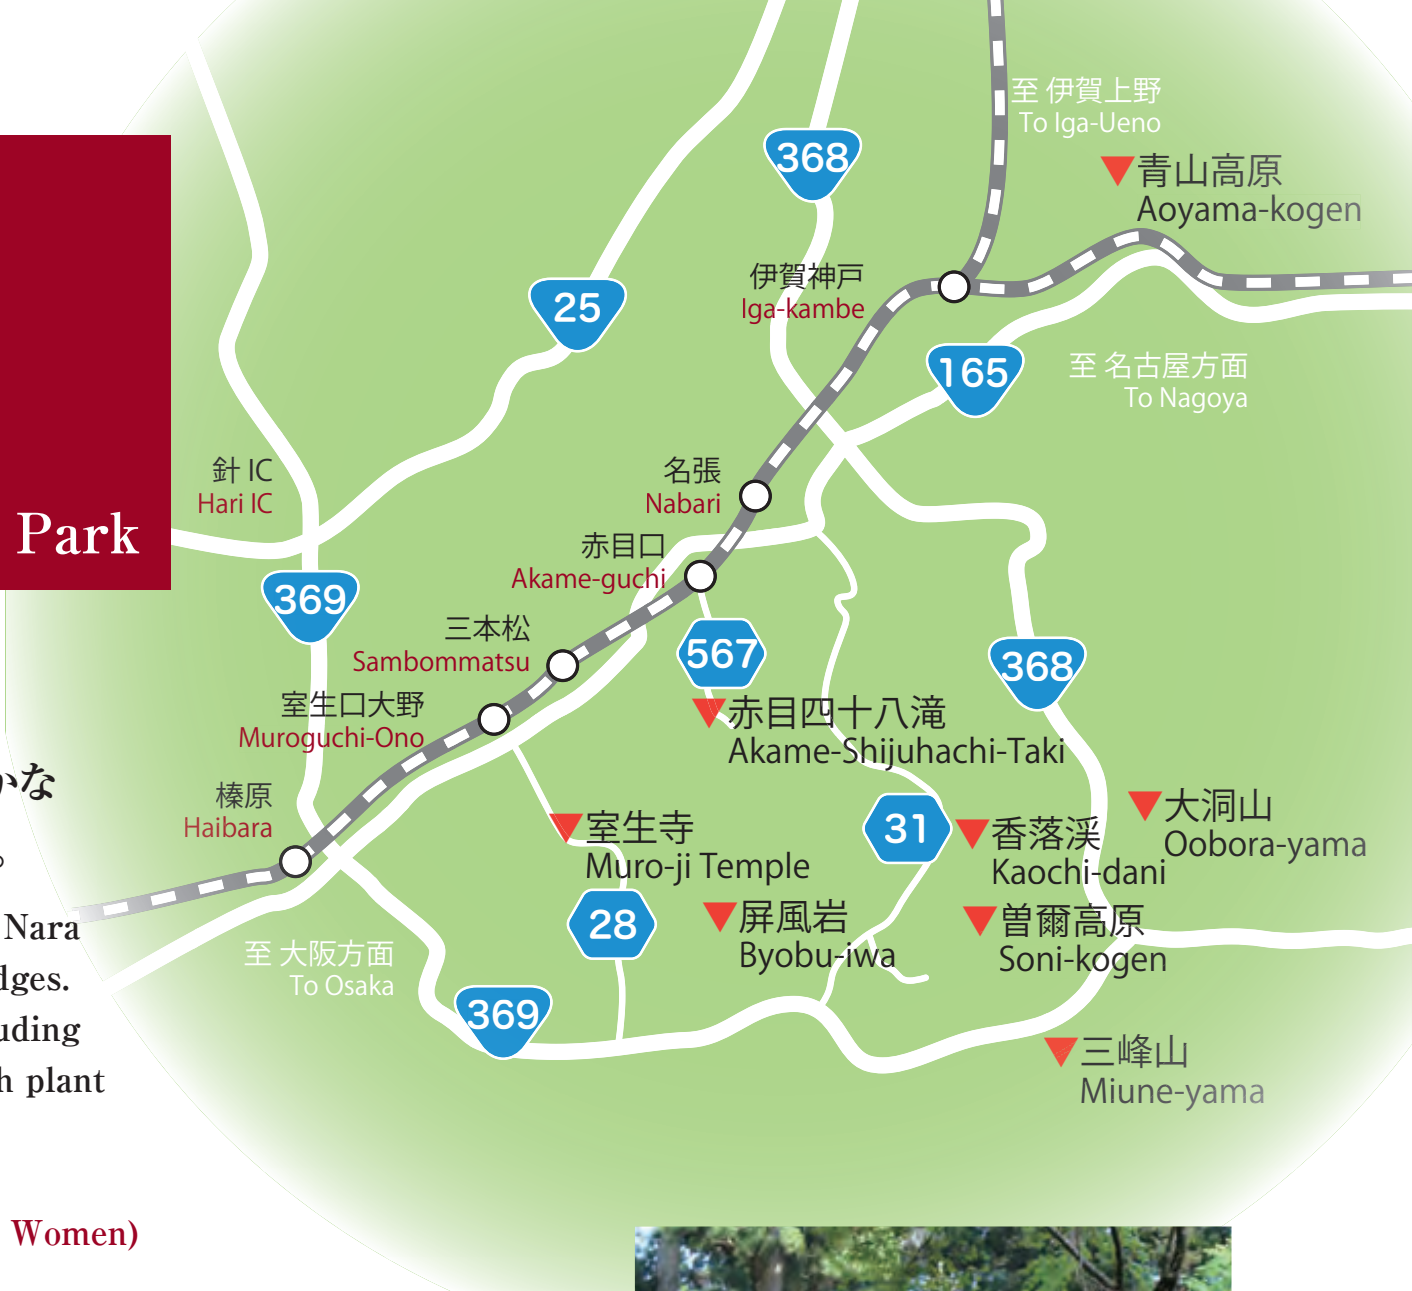 Park
かな
。
Nara
dges.
uding
h plant
Women)
至 伊賀上野
To Iga-Ueno
368
青山高原
Aoyama-kogen
伊賀神戸
Iga-kambe
25
165
至 名古屋方面
To Nagoya
針 IC
Hari IC
名張
Nabari
赤目口
Akame-guchi
369
三本松
Sambommatsu
567
368
室生口大野
Muroguchi-Ono
赤目四十八滝
Akame-Shijuhachi-Taki
榛原
Haibara
室生寺
Muro-ji Temple
31
香落渓
Kaochi-dani
大洞山
Oobora-yama
28
屏風岩
Byobu-iwa
曽爾高原
Soni-kogen
至 大阪方面
To Osaka
369
三峰山
Miune-yama